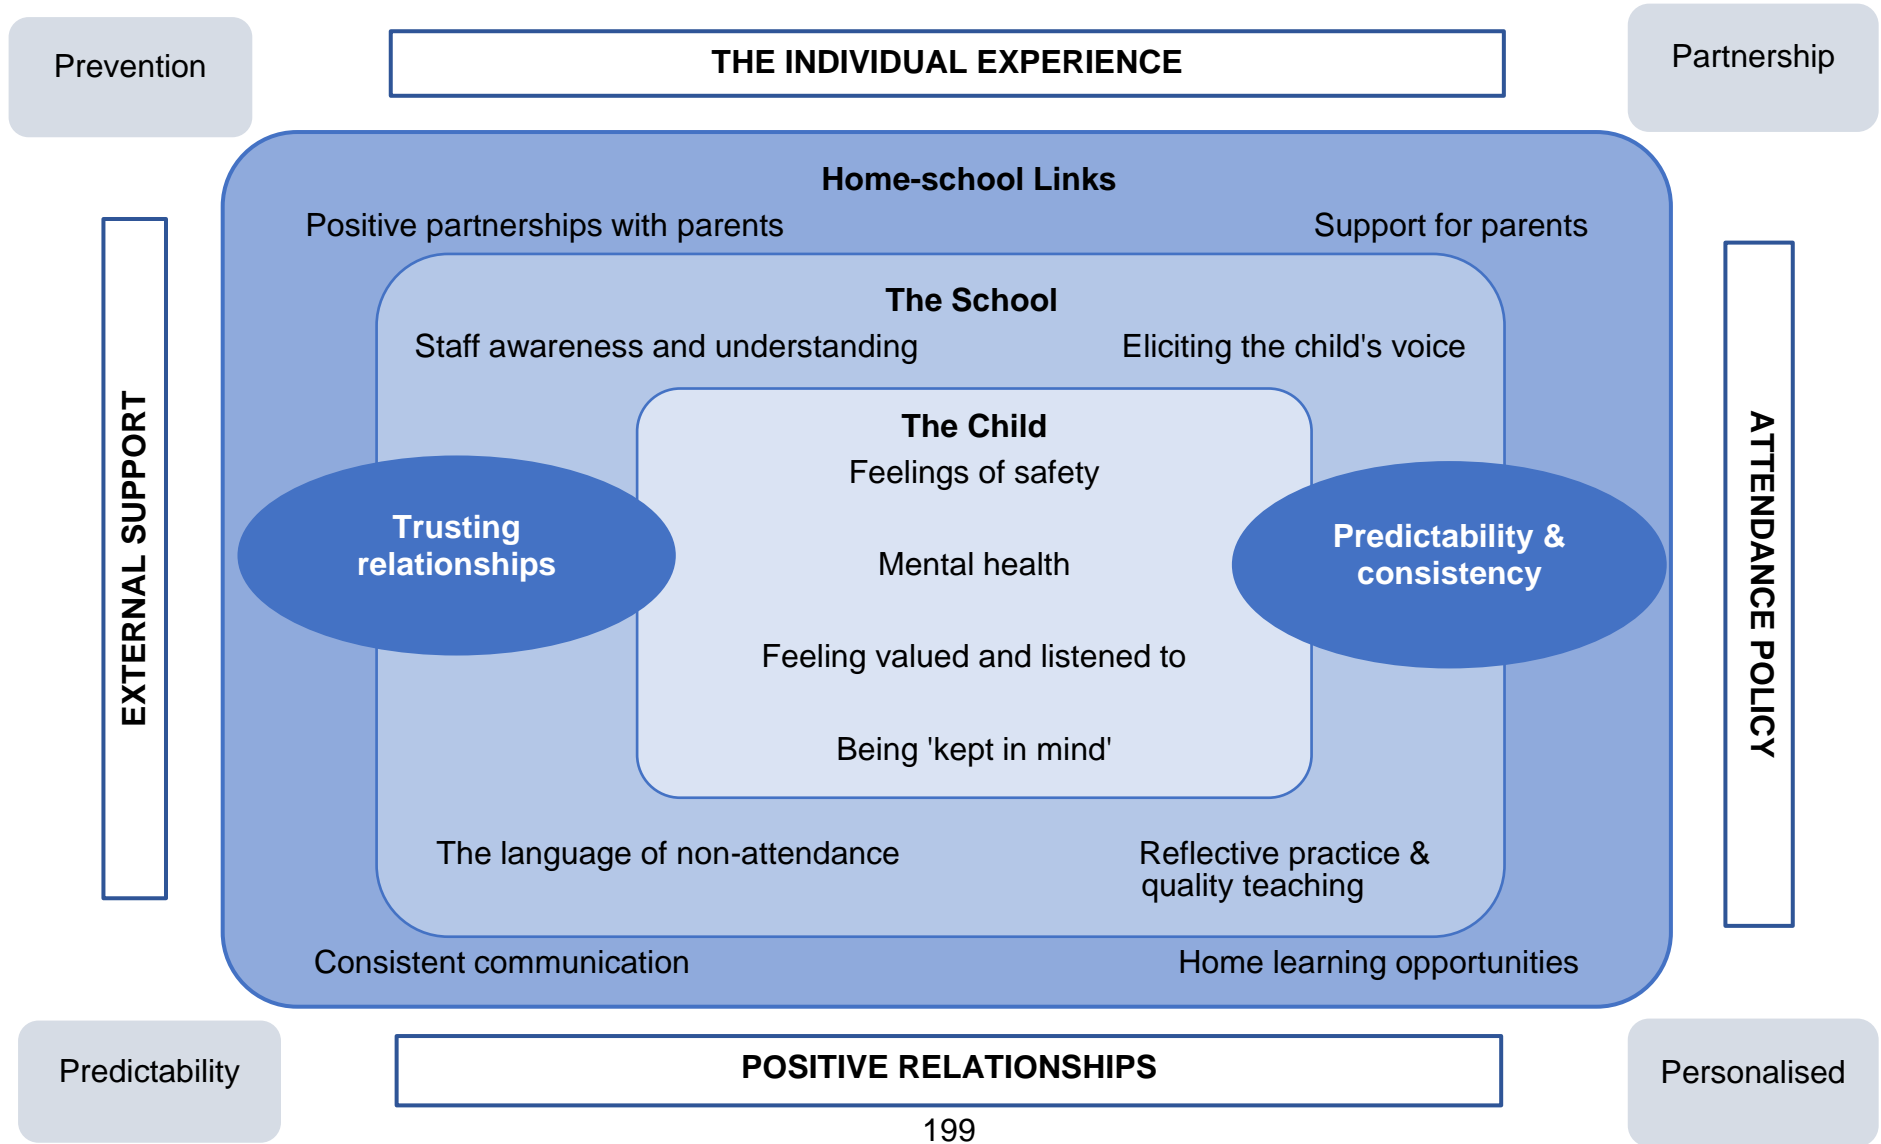 Prevention
THE INDIVIDUAL EXPERIENCE
Partnership
Home-school Links
Positive partnerships with parents
Support for parents
The School
Staff awareness and understanding
Eliciting the child's voice
The Child
Feelings of safety
Mental health
Feeling valued and listened to
Being 'kept in mind'
EXTERNAL SUPPORT
Trusting
relationships
Predictability &
consistency
ATTENDANCE POLICY
The language of non-attendance
Reflective practice &
quality teaching
Consistent communication
Home learning opportunities
Predictability
POSITIVE RELATIONSHIPS
Personalised
199